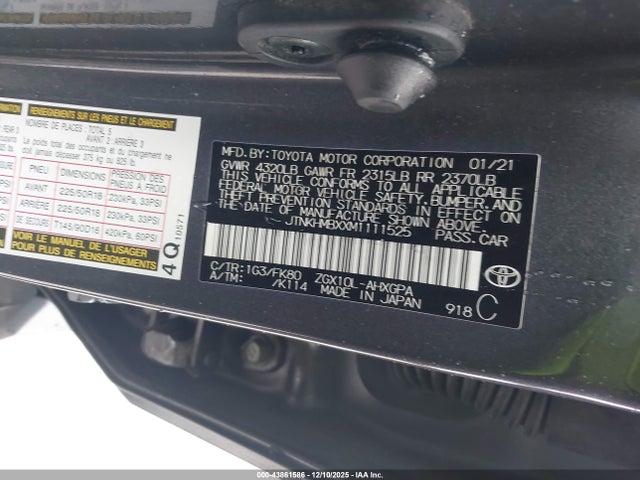 RENSEIGNEMENTS SUR LES PNEUS ET LE CHARGEMENT
NOMBRE DE PLACES : TOTAL 5
AVANT 2 : ARRIÈRE 3
Le poids total des occupants et du chargement
ne doit jamais dépasser 375 kg ou 825 lb.
PNEU DIMENSIONS PRESSION DES PNEUS À FROID
AVANT 225/50R18 230kPa, 33PSI
ARRIÈRE 225/50R18 230kPa, 33PSI
DE SECOURS T145/90D16 420kPa, 60PSI
VOIR LE MANUEL DE L'USAGER
POUR PLUS DE RENSEIGNEMENTS
4Q 10571
MFD.BY: TOYOTA MOTOR CORPORATION 01/21
GVWR 4320LB GAWR FR 2315LB RR 2370LB
THIS VEHICLE CONFORMS TO ALL APPLICABLE
FEDERAL MOTOR VEHICLE SAFETY, BUMPER, AND
THEFT PREVENTION STANDARDS IN EFFECT ON
THE DATE OF MANUFACTURE SHOWN ABOVE.
JTNKHMBXXM1111525 PASS.CAR
C/TR: 1G3/FK80 ZGX10L-AHXGPA
A/TM: /K114 MADE IN JAPAN 918 C
00-43861586 - 12/10/2025 - IAAI.COM